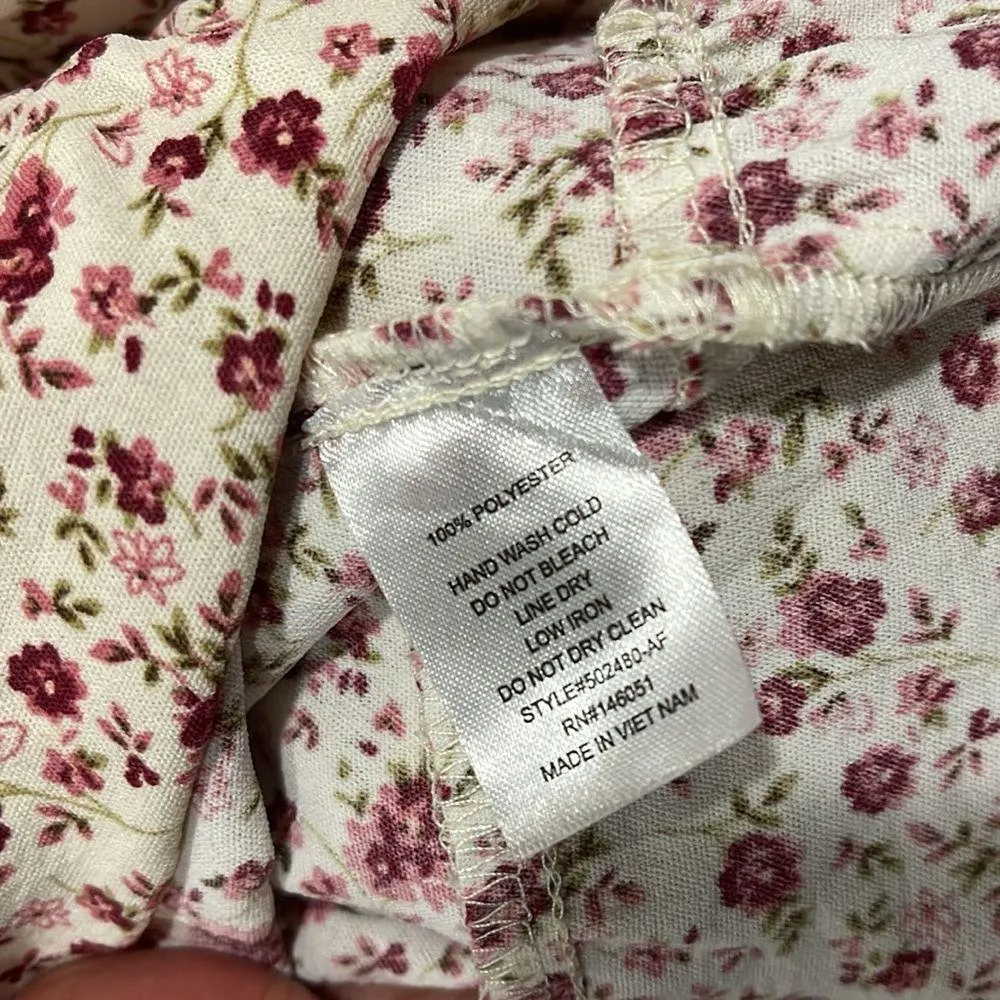 100% POLYESTER
HAND WASH COLD
DO NOT BLEACH
LINE DRY
LOW IRON
DO NOT DRY CLEAN
STYLE#502480-AF
RN#146051
MADE IN VIET NAM